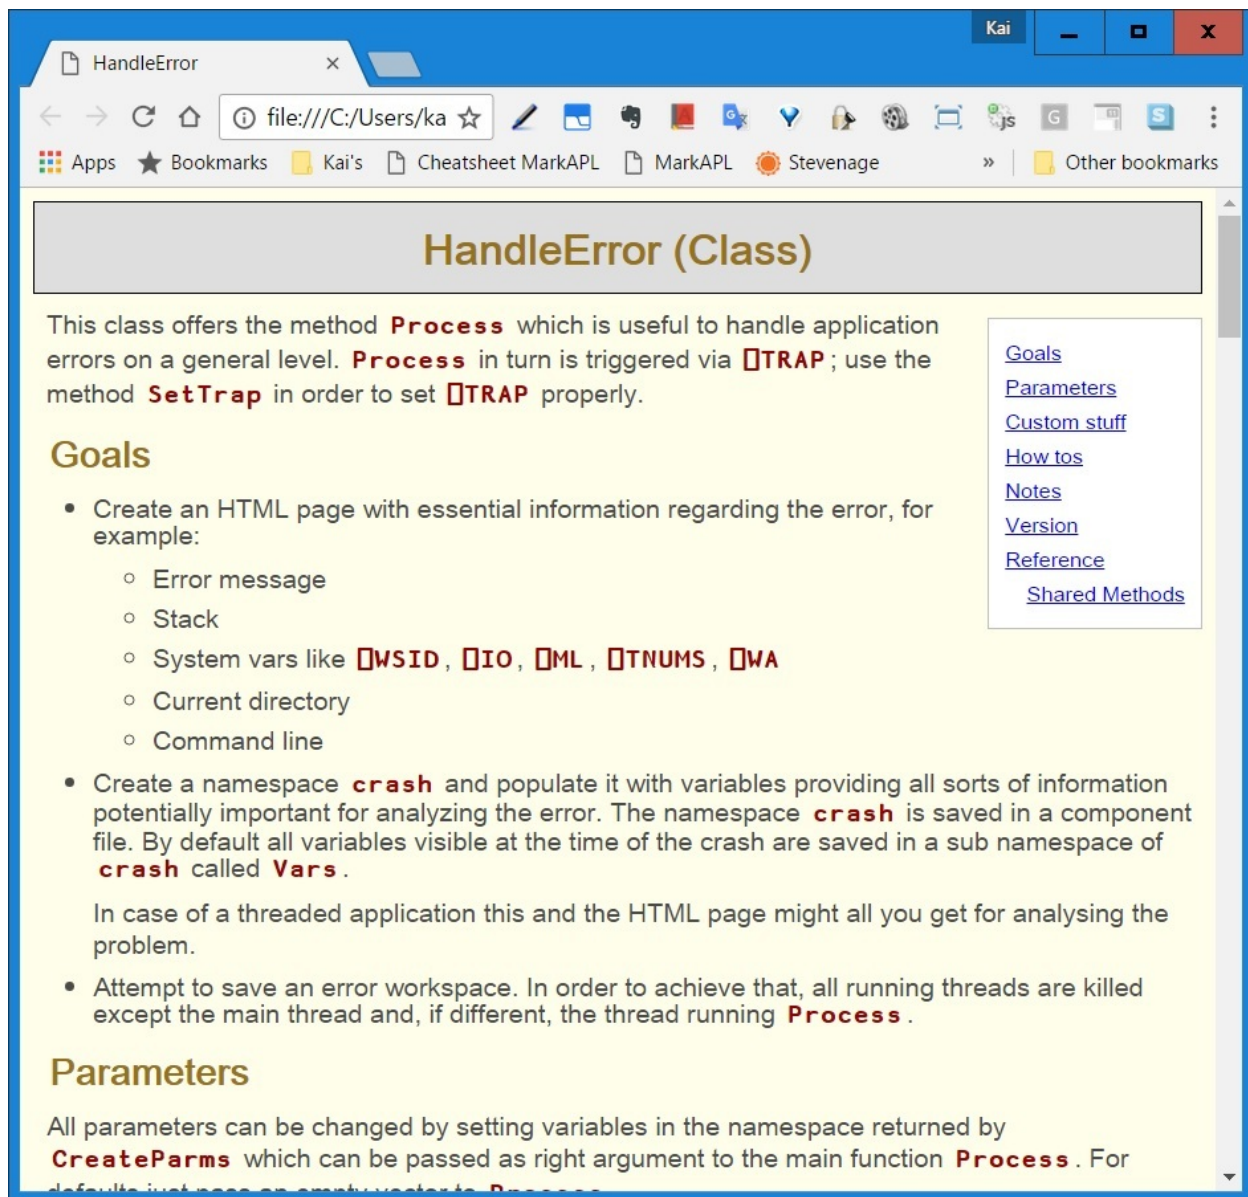 Kai
HandleError
file:///C:/Users/ka
Apps Bookmarks Kai's Cheatsheet MarkAPL MarkAPL Stevenage » Other bookmarks
HandleError (Class)
This class offers the method Process which is useful to handle application
errors on a general level. Process in turn is triggered via ⎕TRAP; use the
method SetTrap in order to set ⎕TRAP properly.
Goals
Parameters
Custom stuff
How tos
Notes
Version
Reference
Shared Methods
Goals
• Create an HTML page with essential information regarding the error, for
example:
◦ Error message
◦ Stack
◦ System vars like ⎕WSID, ⎕IO, ⎕ML, ⎕TNUMS, ⎕WA
◦ Current directory
◦ Command line
• Create a namespace crash and populate it with variables providing all sorts of information
potentially important for analyzing the error. The namespace crash is saved in a component
file. By default all variables visible at the time of the crash are saved in a sub namespace of
crash called Vars.
In case of a threaded application this and the HTML page might all you get for analysing the
problem.
• Attempt to save an error workspace. In order to achieve that, all running threads are killed
except the main thread and, if different, the thread running Process.
Parameters
All parameters can be changed by setting variables in the namespace returned by
CreateParms which can be passed as right argument to the main function Process. For
defaults just pass an empty vector to Process